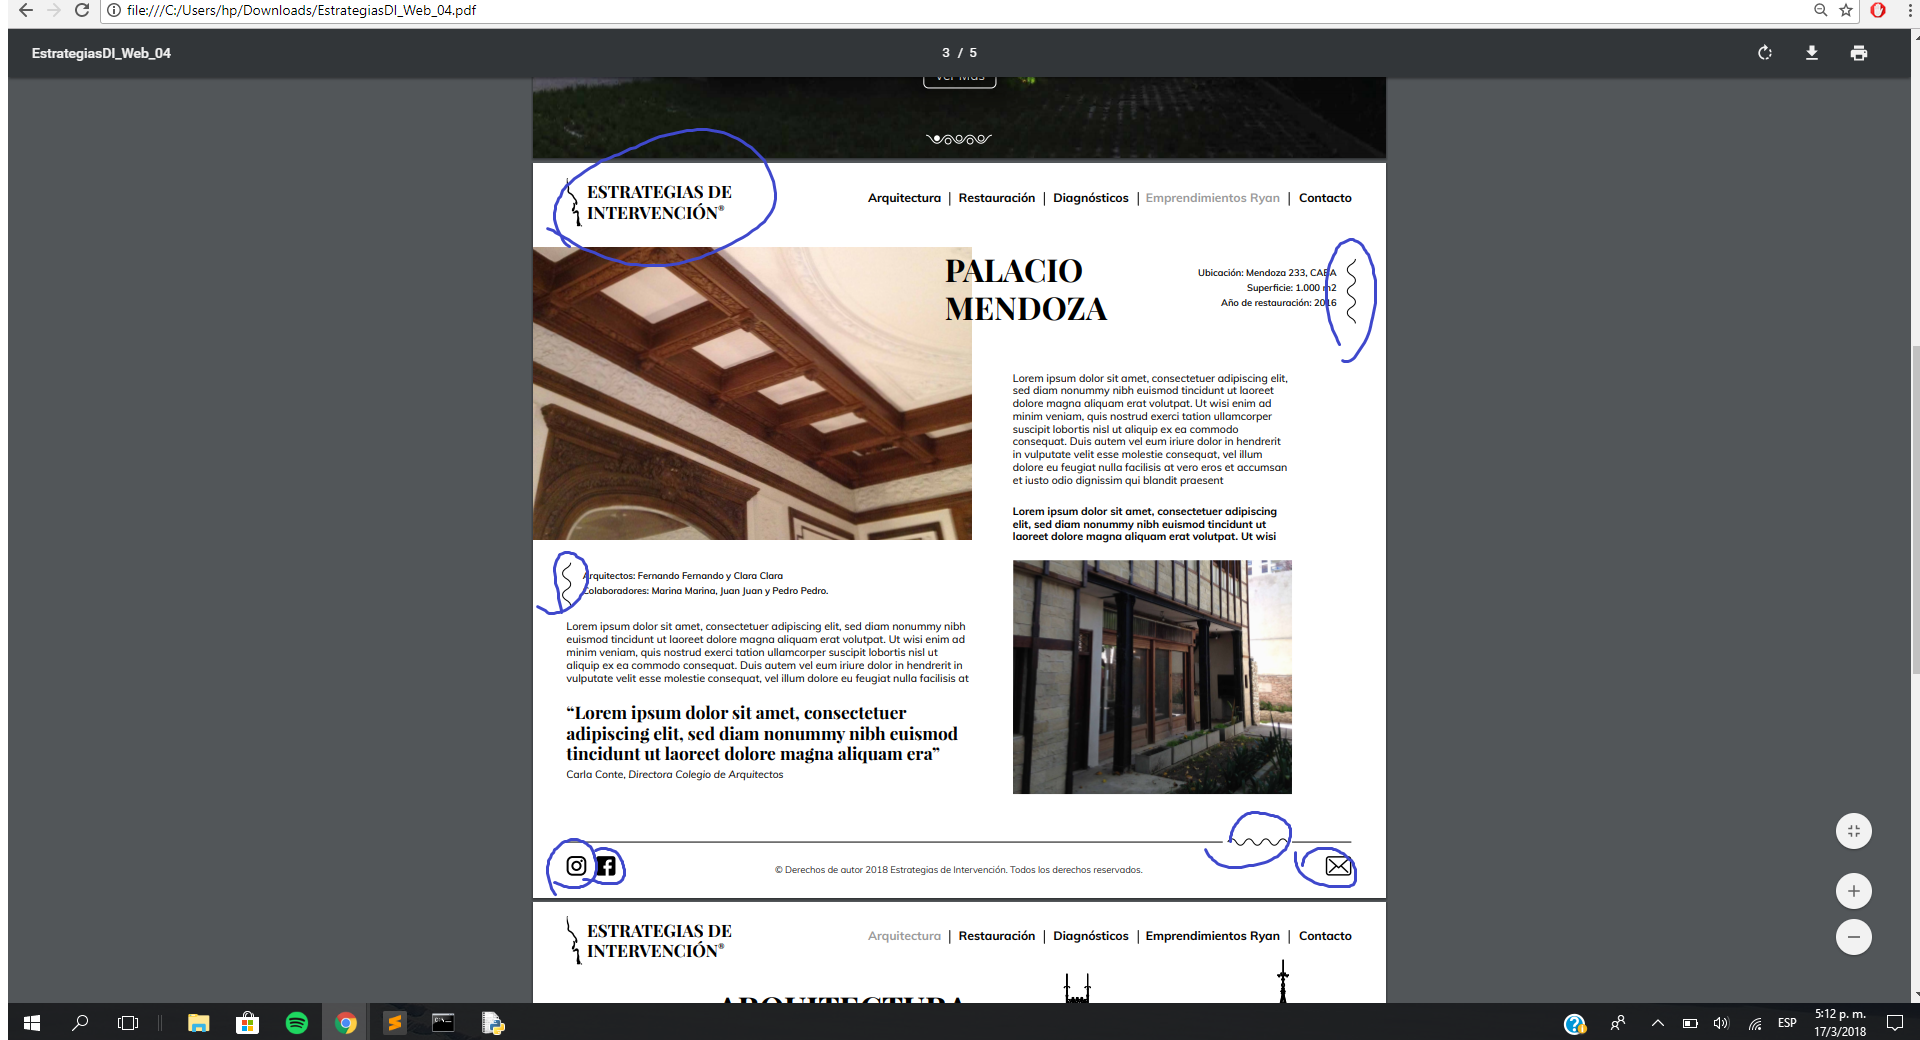 file:///C:/Users/hp/Downloads/EstrategiasDI_Web_04.pdf
EstrategiasDI_Web_04
3 / 5
Ver Más
ESTRATEGIAS DE
INTERVENCIÓN®
Arquitectura | Restauración | Diagnósticos | Emprendimientos Ryan | Contacto
PALACIO
MENDOZA
Ubicación: Mendoza 233, CABA
Superficie: 1.000 m2
Año de restauración: 2016
Lorem ipsum dolor sit amet, consectetuer adipiscing elit,
sed diam nonummy nibh euismod tincidunt ut laoreet
dolore magna aliquam erat volutpat. Ut wisi enim ad
minim veniam, quis nostrud exerci tation ullamcorper
suscipit lobortis nisl ut aliquip ex ea commodo
consequat. Duis autem vel eum iriure dolor in hendrerit
in vulputate velit esse molestie consequat, vel illum
dolore eu feugiat nulla facilisis at vero eros et accumsan
et iusto odio dignissim qui blandit praesent
Lorem ipsum dolor sit amet, consectetuer adipiscing
elit, sed diam nonummy nibh euismod tincidunt ut
laoreet dolore magna aliquam erat volutpat. Ut wisi
Arquitectos: Fernando Fernando y Clara Clara
Colaboradores: Marina Marina, Juan Juan y Pedro Pedro.
Lorem ipsum dolor sit amet, consectetuer adipiscing elit, sed diam nonummy nibh
euismod tincidunt ut laoreet dolore magna aliquam erat volutpat. Ut wisi enim ad
minim veniam, quis nostrud exerci tation ullamcorper suscipit lobortis nisl ut
aliquip ex ea commodo consequat. Duis autem vel eum iriure dolor in hendrerit in
vulputate velit esse molestie consequat, vel illum dolore eu feugiat nulla facilisis at
“Lorem ipsum dolor sit amet, consectetuer
adipiscing elit, sed diam nonummy nibh euismod
tincidunt ut laoreet dolore magna aliquam era”
Carla Conte, Directora Colegio de Arquitectos
© Derechos de autor 2018 Estrategias de Intervención. Todos los derechos reservados.
ESTRATEGIAS DE
INTERVENCIÓN®
Arquitectura | Restauración | Diagnósticos | Emprendimientos Ryan | Contacto
ARQUITECTURA
ESP
5:12 p. m.
17/3/2018